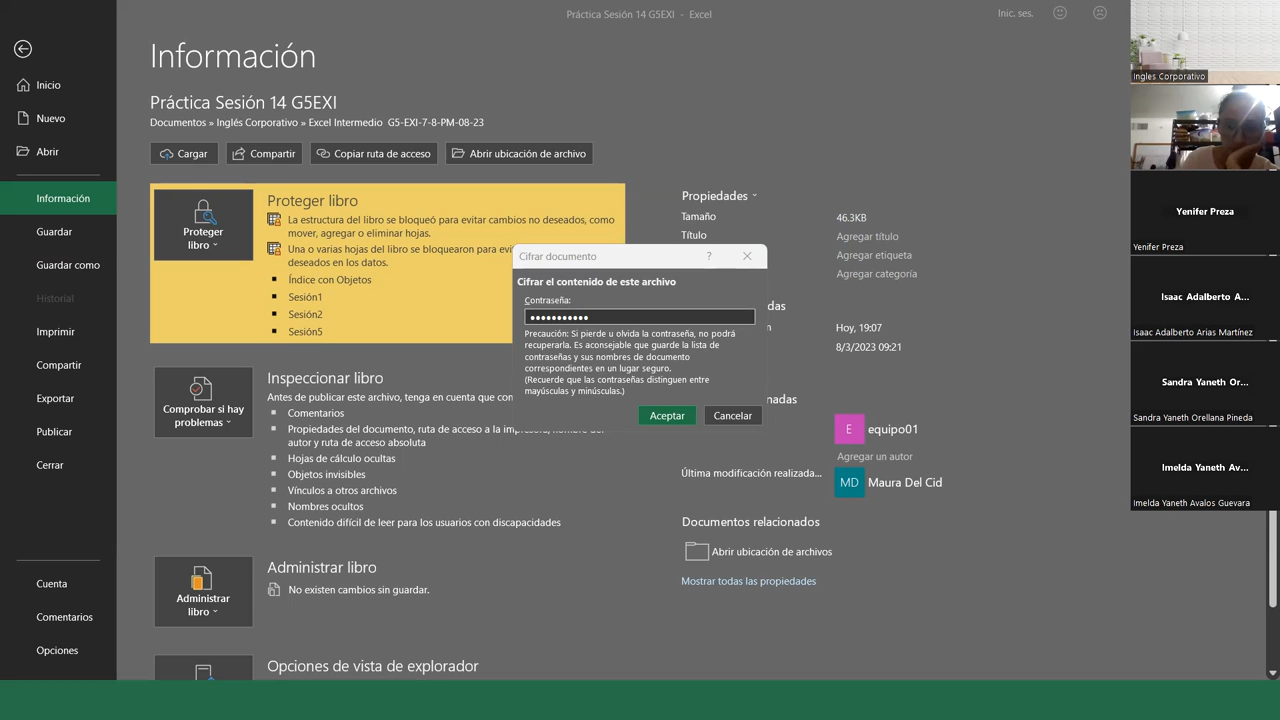 Práctica Sesión 14 G5EXI - Excel
Inic. ses.
Información
Inicio
Nuevo
Abrir
Información
Guardar
Guardar como
Historial
Imprimir
Compartir
Exportar
Publicar
Cerrar
Cuenta
Comentarios
Opciones
Práctica Sesión 14 G5EXI
Documentos » Inglés Corporativo » Excel Intermedio G5-EXI-7-8-PM-08-23
Cargar
Compartir
Copiar ruta de acceso
Abrir ubicación de archivo
Proteger
libro
Proteger libro
La estructura del libro se bloqueó para evitar cambios no deseados, como
mover, agregar o eliminar hojas.
Una o varias hojas del libro se bloquearon para
deseados en los datos.
Índice con Objetos
Sesión1
Sesión2
Sesión5
Comprobar si hay
problemas
Inspeccionar libro
Antes de publicar este archivo, tenga en cuenta que
Comentarios
Propiedades del documento, ruta de acceso a la
autor y ruta de acceso absoluta
Hojas de cálculo ocultas
Objetos invisibles
Vínculos a otros archivos
Nombres ocultos
Contenido difícil de leer para los usuarios con discapacidades
Administrar
libro
Administrar libro
No existen cambios sin guardar.
Opciones de vista de explorador
Cifrar documento
?
Cifrar el contenido de este archivo
Contraseña:
●●●●●●●●●●●
Precaución: Si pierde u olvida la contraseña, no podrá
recuperarla. Es aconsejable que guarde la lista de
contraseñas y sus nombres de documento
correspondientes en un lugar seguro.
(Recuerde que las contraseñas distinguen entre
mayúsculas y minúsculas.)
Aceptar
Cancelar
Propiedades
Tamaño 46.3KB
Título Agregar título
Agregar etiqueta
Agregar categoría
Hoy, 19:07
8/3/2023 09:21
E equipo01
Agregar un autor
Última modificación realizada...
MD Maura Del Cid
Documentos relacionados
Abrir ubicación de archivos
Mostrar todas las propiedades
Ingles Corporativo
Yenifer Preza
Yenifer Preza
Isaac Adalberto A...
Isaac Adalberto Arias Martínez
Sandra Yaneth Or...
Sandra Yaneth Orellana Pineda
Imelda Yaneth Av...
Imelda Yaneth Avalos Guevara